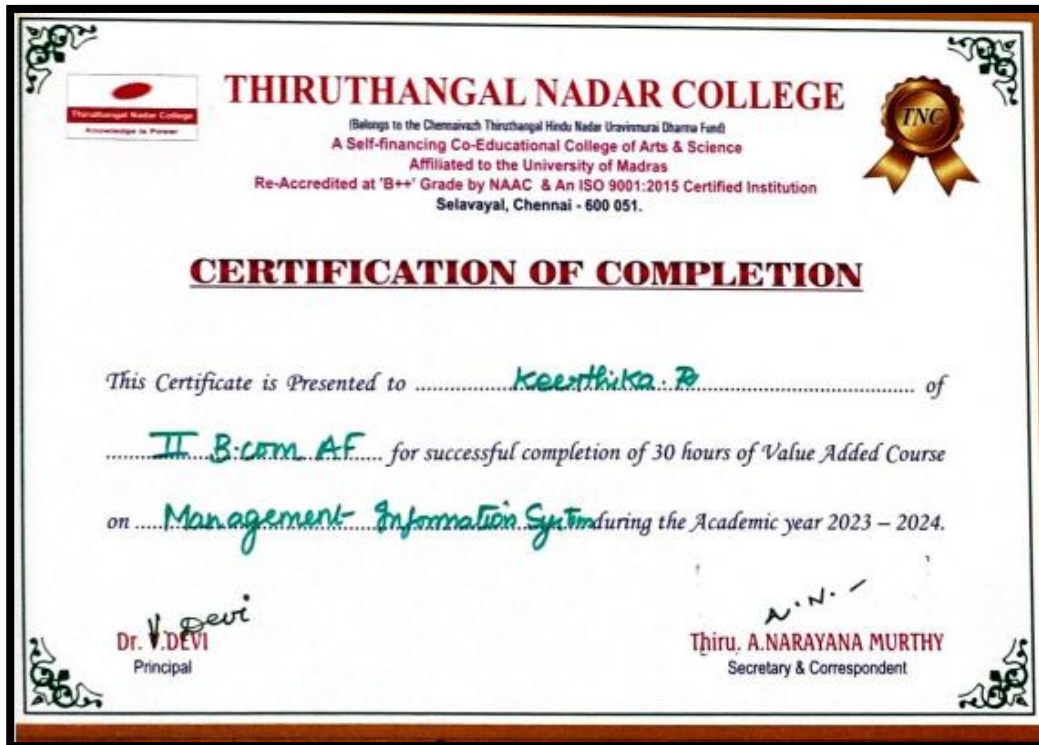 Thiruthangal Nadar College
Knowledge is Power
THIRUTHANGAL NADAR COLLEGE
(Belongs to the Chennaivazh Thiruthangal Hindu Nadar Uravinmurai Dharma Fund)
A Self-financing Co-Educational College of Arts & Science
Affiliated to the University of Madras
Re-Accredited at 'B++' Grade by NAAC & An ISO 9001:2015 Certified Institution
Selavayal, Chennai - 600 051.
TNC
CERTIFICATION OF COMPLETION
This Certificate is Presented to Keerthika. of
II B.com AF for successful completion of 30 hours of Value Added Course
on Management Information System during the Academic year 2023 – 2024.
V. Devi
N.N.
Dr. V.DEVI
Principal
Thiru. A.NARAYANA MURTHY
Secretary & Correspondent